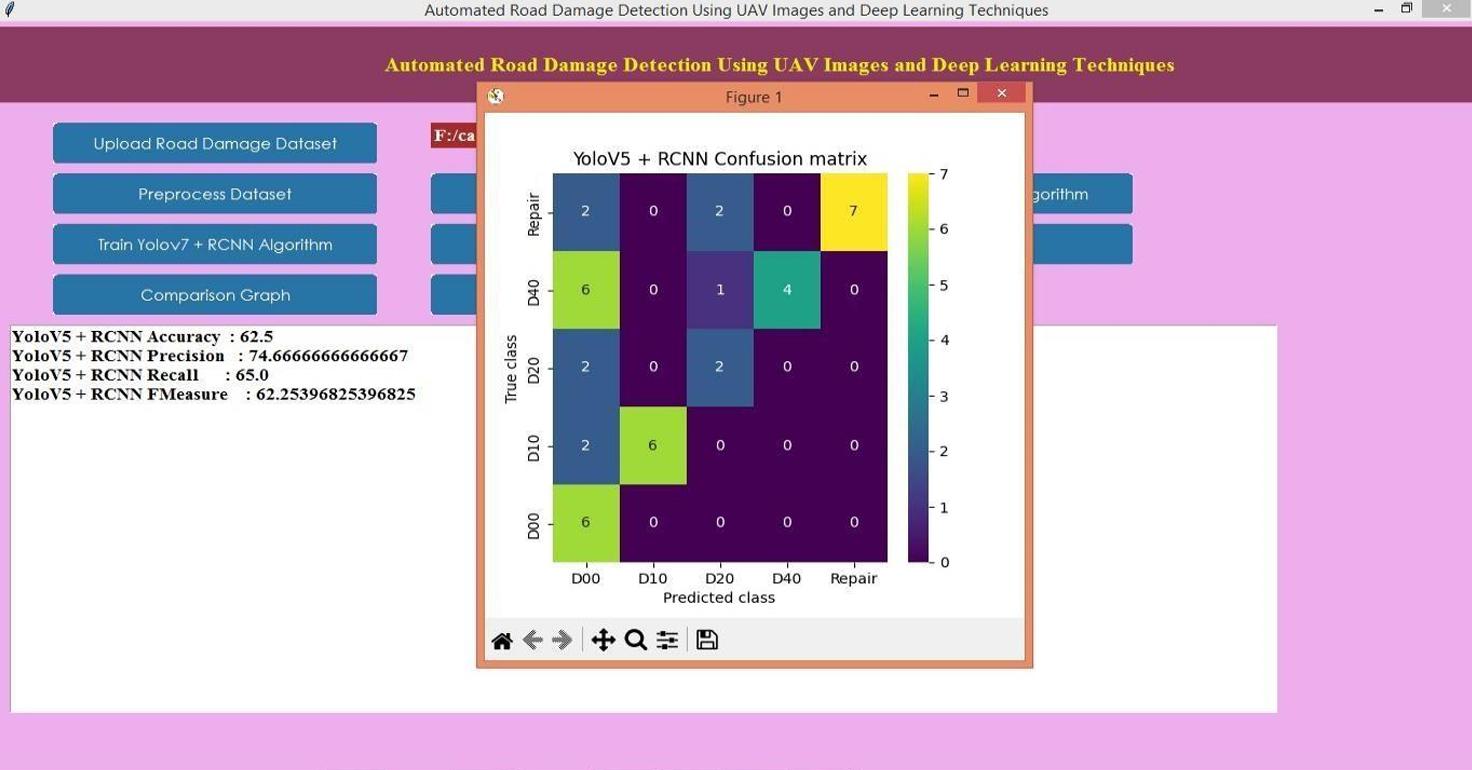 Automated Road Damage Detection Using UAV Images and Deep Learning Techniques
Automated Road Damage Detection Using UAV Images and Deep Learning Techniques
Figure 1
Upload Road Damage Dataset
F:/ca
Preprocess Dataset
gorithm
Train Yolov7 + RCNN Algorithm
Comparison Graph
YoloV5 + RCNN Accuracy : 62.5
YoloV5 + RCNN Precision : 74.66666666666667
YoloV5 + RCNN Recall : 65.0
YoloV5 + RCNN FMeasure : 62.25396825396825
YoloV5 + RCNN Confusion matrix
True class
Repair 2 0 2 0 7
D40 6 0 1 4 0
D20 2 0 2 0 0
D10 2 6 0 0 0
D00 6 0 0 0 0
D00 D10 D20 D40 Repair
Predicted class
7
6
5
4
3
2
1
0